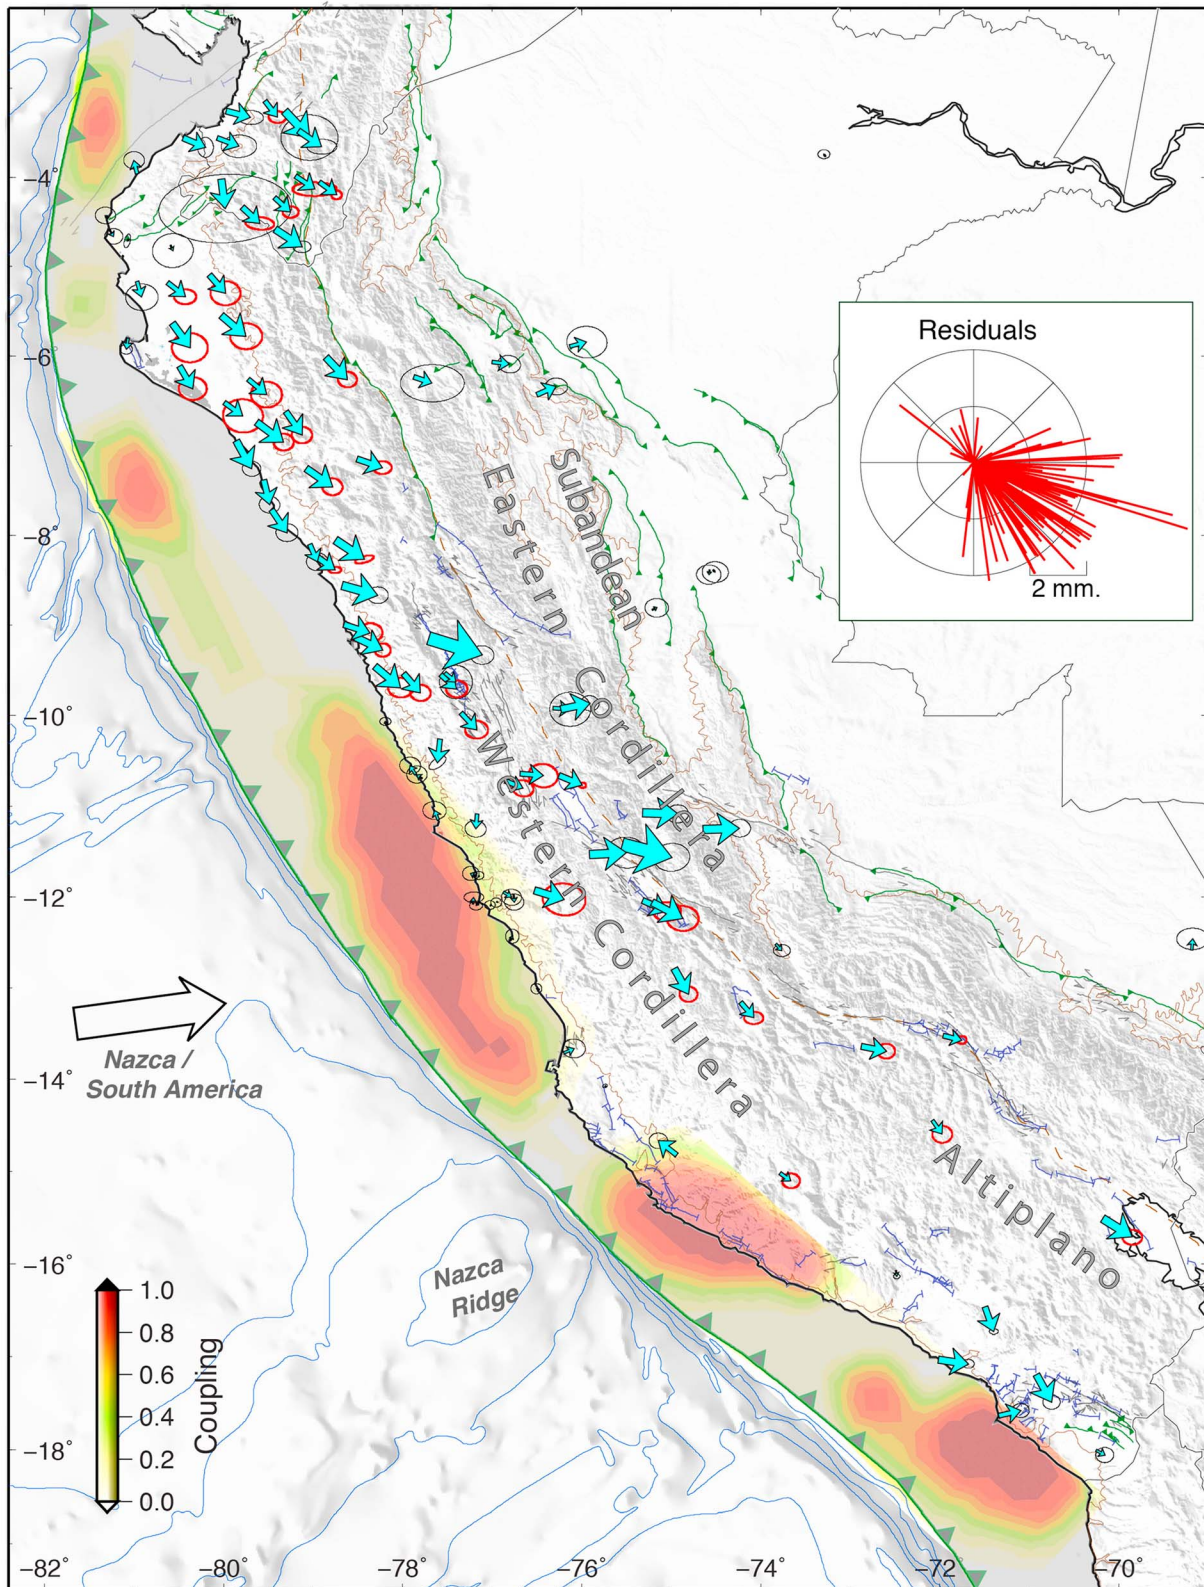 −4°
−6°
−8°
−10°
−12°
−14°
−16°
−18°
Residuals
2 mm.
Eastern Cordillera
Subandean
Western Cordillera
Altiplano
Nazca /
South America
Nazca
Ridge
1.0
0.8
0.6
0.4
0.2
0.0
Coupling
−82°
−80°
−78°
−76°
−74°
−72°
−70°